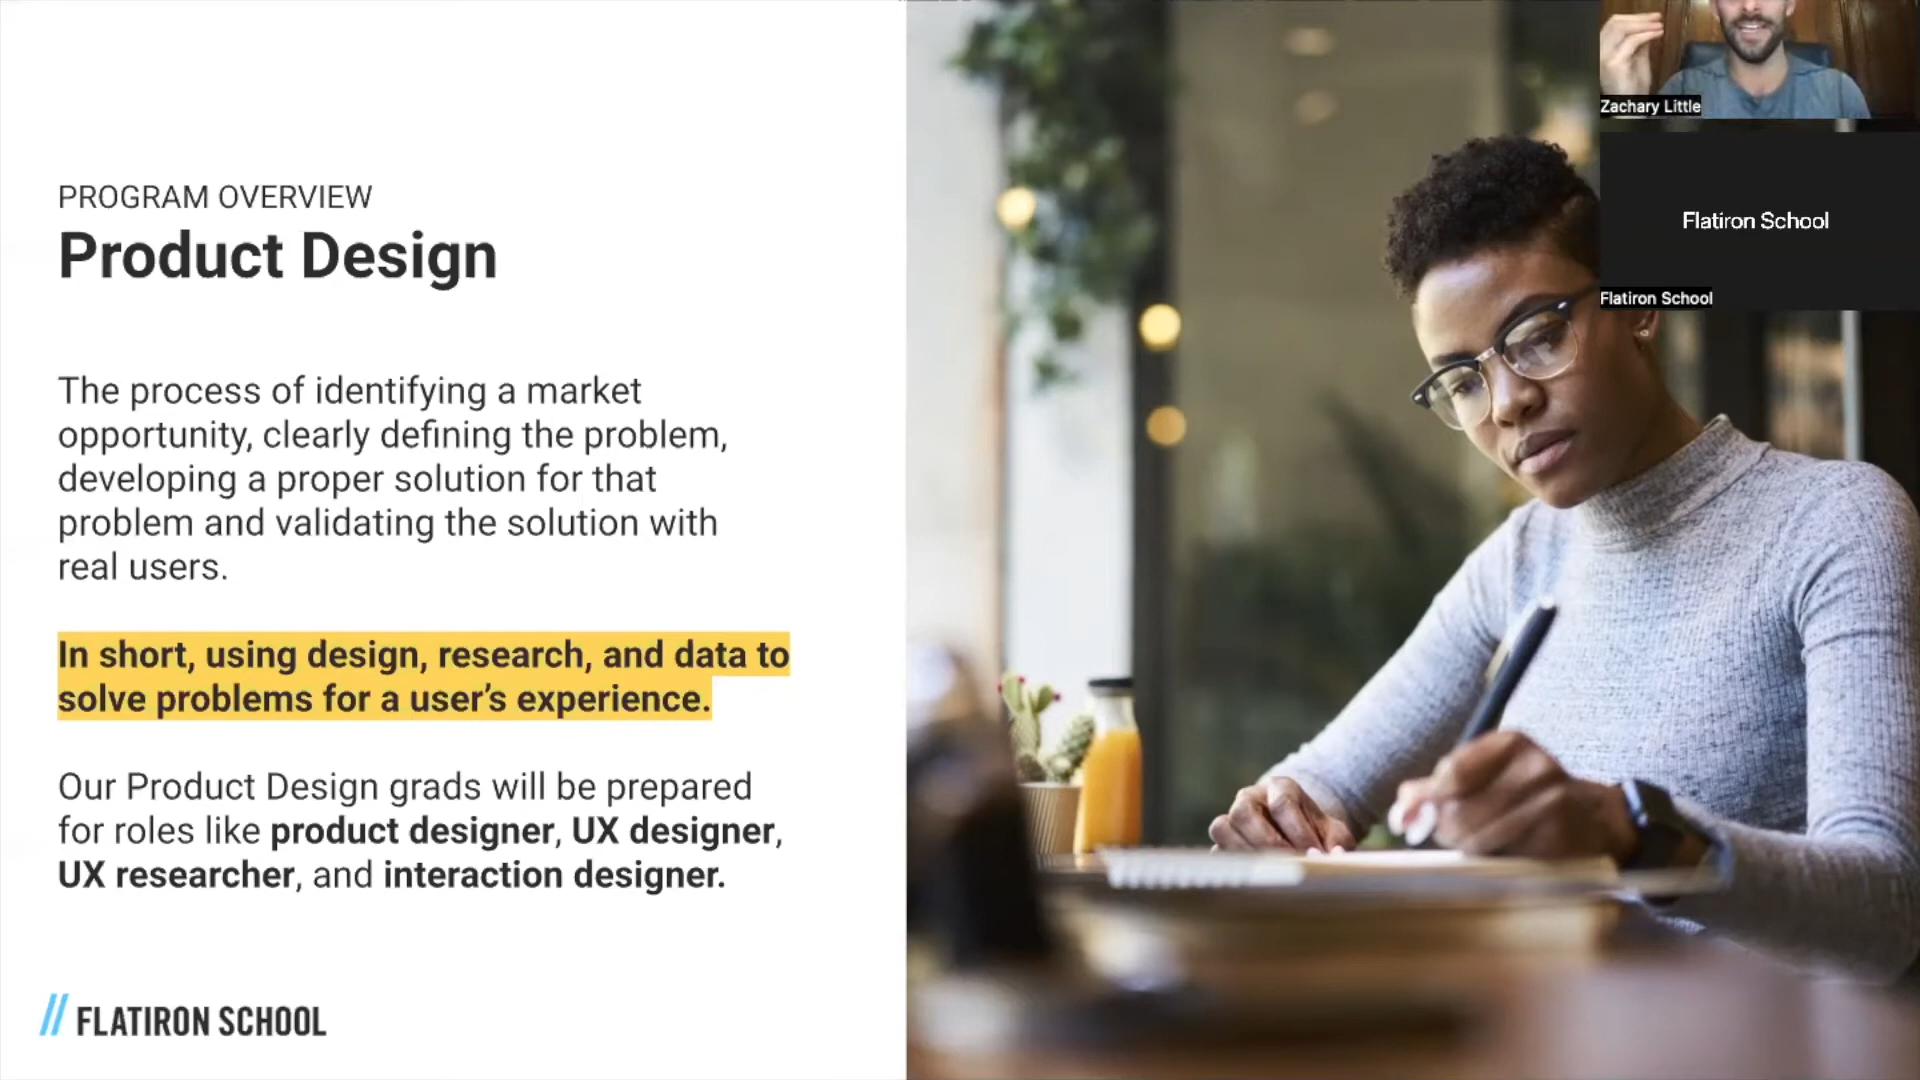 PROGRAM OVERVIEW
Product Design
The process of identifying a market
opportunity, clearly defining the problem,
developing a proper solution for that
problem and validating the solution with
real users.
In short, using design, research, and data to
solve problems for a user’s experience.
Our Product Design grads will be prepared
for roles like product designer, UX designer,
UX researcher, and interaction designer.
// FLATIRON SCHOOL
Zachary Little
Flatiron School
Flatiron School